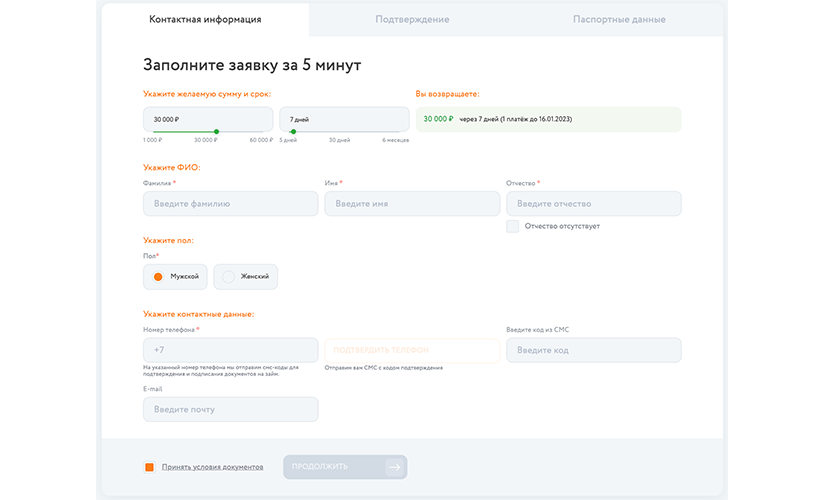 Контактная информация
Подтверждение
Паспортные данные
Заполните заявку за 5 минут
Укажите желаемую сумму и срок:
Вы возвращаете:
30 000 ₽
7 дней
30 000 ₽ через 7 дней (1 платёж до 16.01.2023)
1 000 ₽ 30 000 ₽ 60 000 ₽
5 дней 30 дней 6 месяцев
Укажите ФИО:
Фамилия *
Имя *
Отчество *
Введите фамилию
Введите имя
Введите отчество
Отчество отсутствует
Укажите пол:
Пол*
Мужской
Женский
Укажите контактные данные:
Номер телефона *
Введите код из СМС
+7
ПОДТВЕРДИТЬ ТЕЛЕФОН
Введите код
На указанный номер телефона мы отправим смс-коды для
подтверждения и подписание документов на займ.
Отправим вам СМС с кодом подтверждения
E-mail
Введите почту
Принять условия документов
ПРОДОЛЖИТЬ